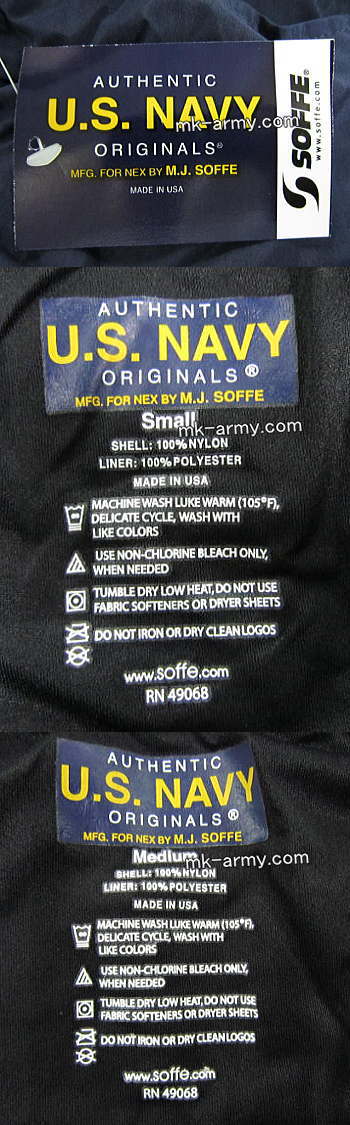 AUTHENTIC
U.S. NAVY
ORIGINALS®
MFG. FOR NEX BY M.J. SOFFE
MADE IN USA
SOFFE®
www.soffe.com
mk-army.com
AUTHENTIC
U.S. NAVY
ORIGINALS®
MFG. FOR NEX BY M.J. SOFFE
Small
mk-army.com
SHELL: 100% NYLON
LINER: 100% POLYESTER
MADE IN USA
MACHINE WASH LUKE WARM (105°F),
DELICATE CYCLE, WASH WITH
LIKE COLORS
USE NON-CHLORINE BLEACH ONLY,
WHEN NEEDED
TUMBLE DRY LOW HEAT, DO NOT USE
FABRIC SOFTENERS OR DRYER SHEETS
DO NOT IRON OR DRY CLEAN LOGOS
www.soffe.com
RN 49068
AUTHENTIC
U.S. NAVY
ORIGINALS®
MFG. FOR NEX BY M.J. SOFFE
Medium
mk-army.com
SHELL: 100% NYLON
LINER: 100% POLYESTER
MADE IN USA
MACHINE WASH LUKE WARM (105°F),
DELICATE CYCLE, WASH WITH
LIKE COLORS
USE NON-CHLORINE BLEACH ONLY,
WHEN NEEDED
TUMBLE DRY LOW HEAT, DO NOT USE
FABRIC SOFTENERS OR DRYER SHEETS
DO NOT IRON OR DRY CLEAN LOGOS
www.soffe.com
RN 49068